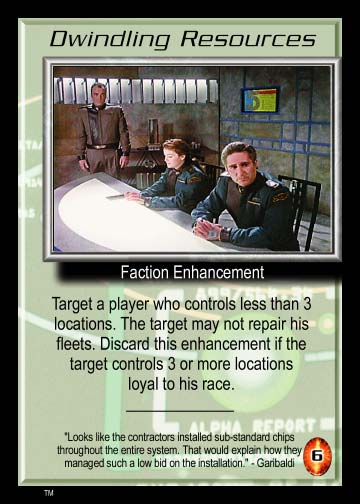 Dwindling Resources
Faction Enhancement
Target a player who controls less than 3
locations. The target may not repair his
fleets. Discard this enhancement if the
target controls 3 or more locations
loyal to his race.
"Looks like the contractors installed sub-standard chips
throughout the entire system. That would explain how they
managed such a low bid on the installation." - Garibaldi
6
ALPHA REPORT
TM